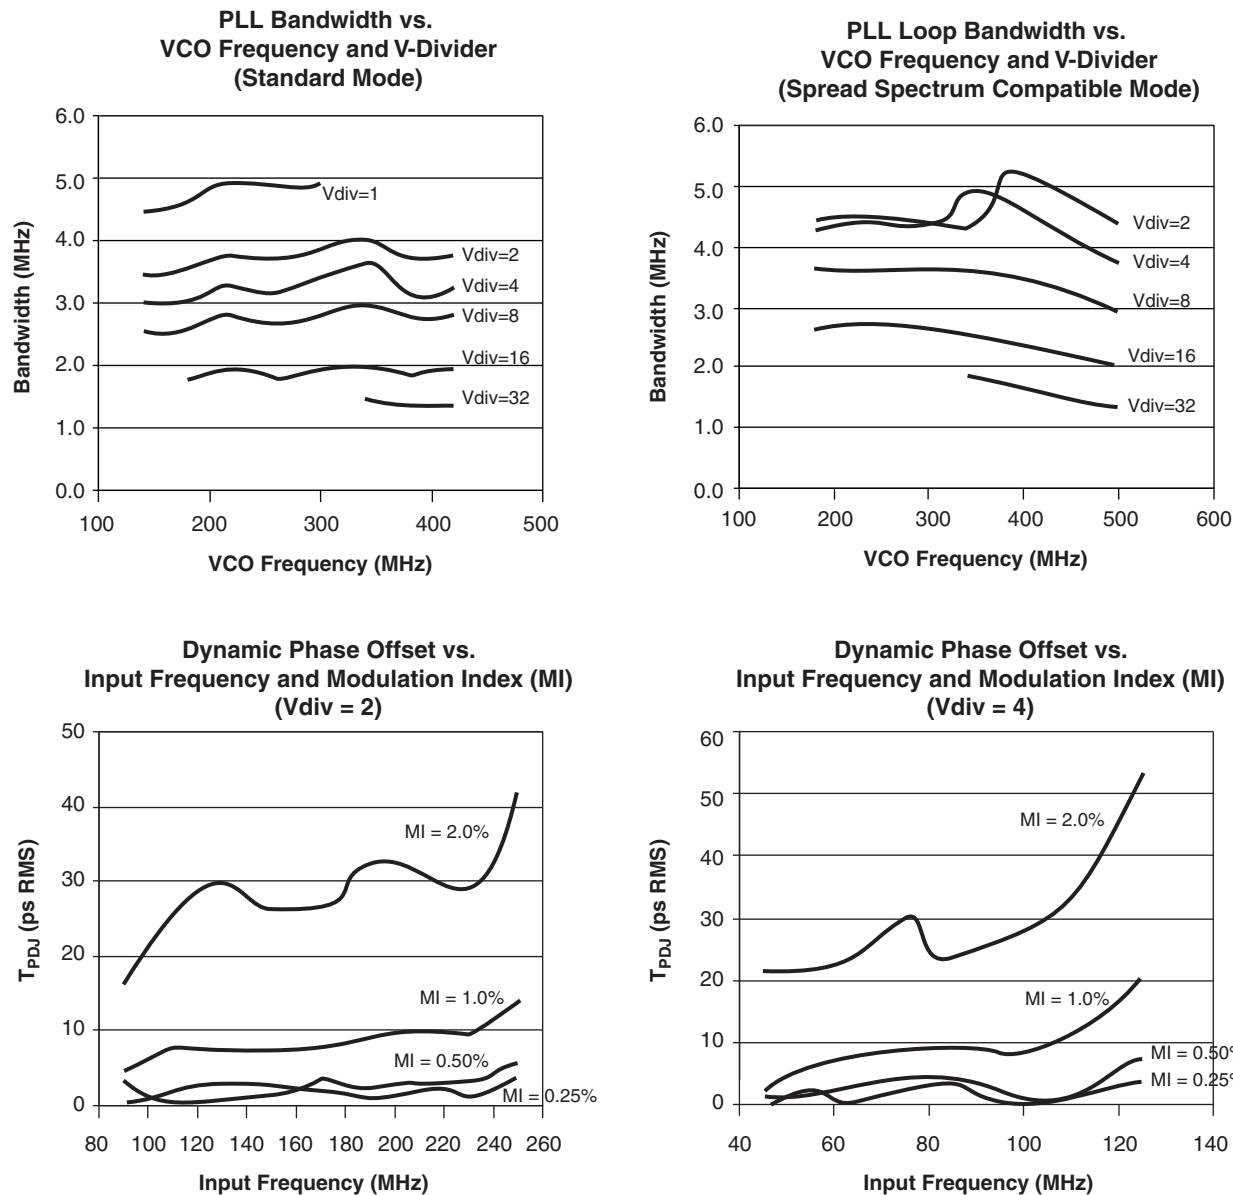 PLL Bandwidth vs.
VCO Frequency and V-Divider
(Standard Mode)
6.0
5.0
4.0
3.0
2.0
1.0
0.0
Bandwidth (MHz)
Vdiv=1
Vdiv=2
Vdiv=4
Vdiv=8
Vdiv=16
Vdiv=32
100 200 300 400 500
VCO Frequency (MHz)
PLL Loop Bandwidth vs.
VCO Frequency and V-Divider
(Spread Spectrum Compatible Mode)
6.0
5.0
4.0
3.0
2.0
1.0
0.0
Bandwidth (MHz)
Vdiv=2
Vdiv=4
Vdiv=8
Vdiv=16
Vdiv=32
100 200 300 400 500 600
VCO Frequency (MHz)
Dynamic Phase Offset vs.
Input Frequency and Modulation Index (MI)
(Vdiv = 2)
50
40
30
20
10
0
TPDJ (ps RMS)
MI = 2.0%
MI = 1.0%
MI = 0.50%
MI = 0.25%
80 100 120 140 160 180 200 220 240 260
Input Frequency (MHz)
Dynamic Phase Offset vs.
Input Frequency and Modulation Index (MI)
(Vdiv = 4)
60
50
40
30
20
10
0
TPDJ (ps RMS)
MI = 2.0%
MI = 1.0%
MI = 0.50%
MI = 0.25%
40 60 80 100 120 140
Input Frequency (MHz)